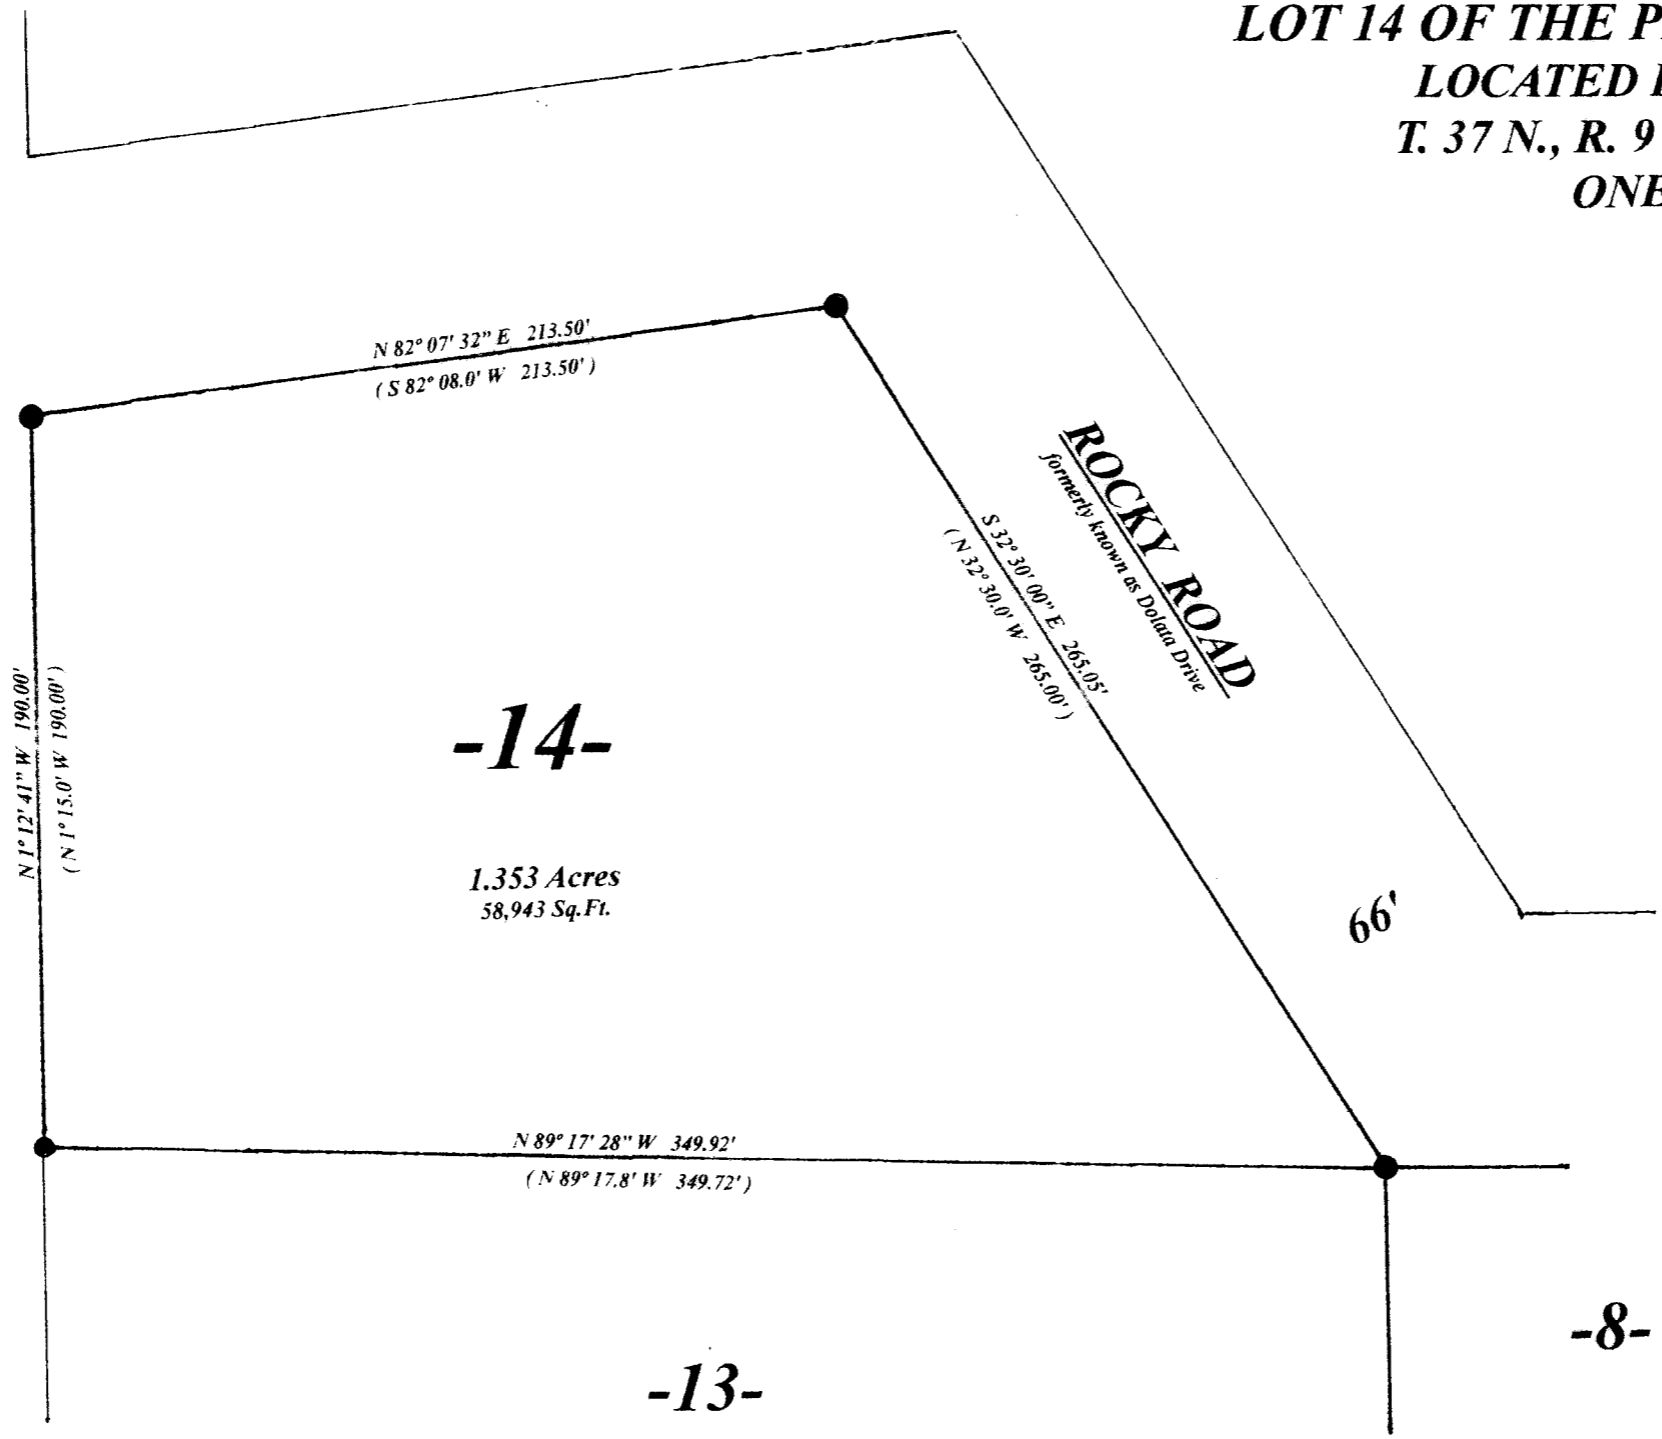 LOT 14 OF THE P
LOCATED
T. 37 N., R. 9
ONE
N 82° 07' 32” E 213.50'
( S 82° 08.0' W 213.50' )
ROCKY ROAD
formerly known as Dolata Drive
S 32° 30' 00” E 265.05'
( N 32° 30.0' W 265.00' )
N 1° 12' 41” W 190.00'
( N 1° 15.0' W 190.00' )
-14-
1.353 Acres
58,943 Sq.Ft.
66'
N 89° 17' 28” W 349.92'
( N 89° 17.8' W 349.72' )
-8-
-13-